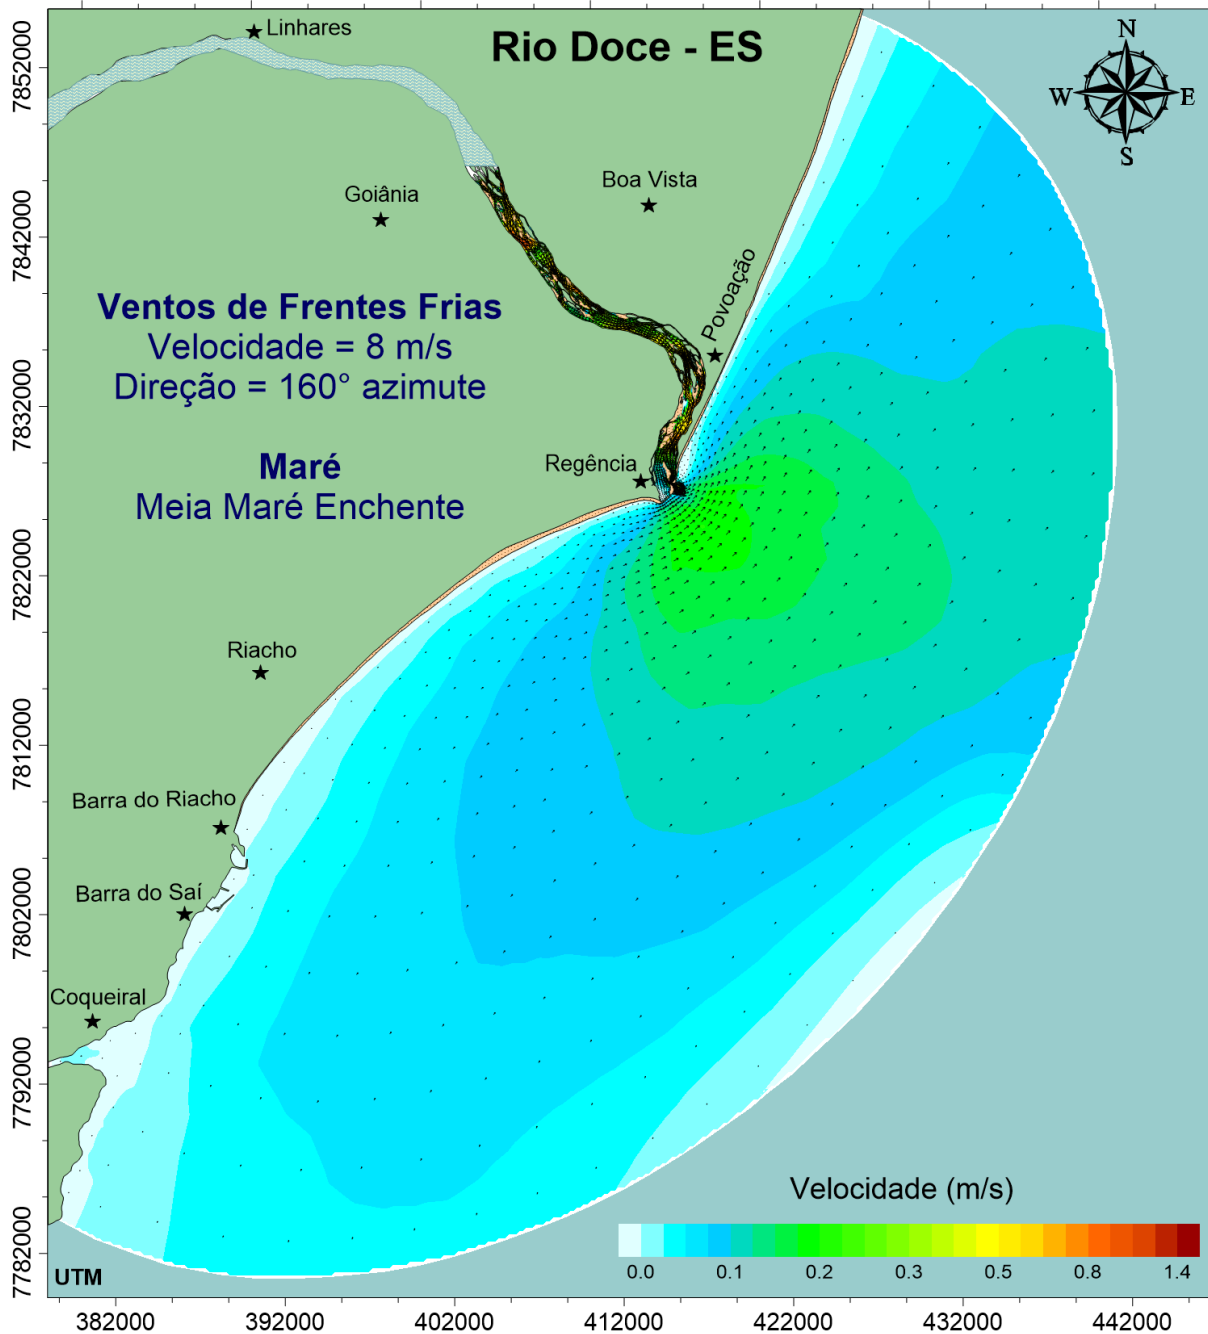 Rio Doce - ES
N
W
E
S
Linhares
Goiânia
Boa Vista
Povoação
Ventos de Frentes Frias
Velocidade = 8 m/s
Direção = 160° azimute
Maré
Meia Maré Enchente
Regência
Riacho
Barra do Riacho
Barra do Saí
Coqueiral
Velocidade (m/s)
0.0 0.1 0.2 0.3 0.5 0.8 1.4
UTM
7852000
7842000
7832000
7822000
7812000
7802000
7792000
7782000
382000 392000 402000 412000 422000 432000 442000